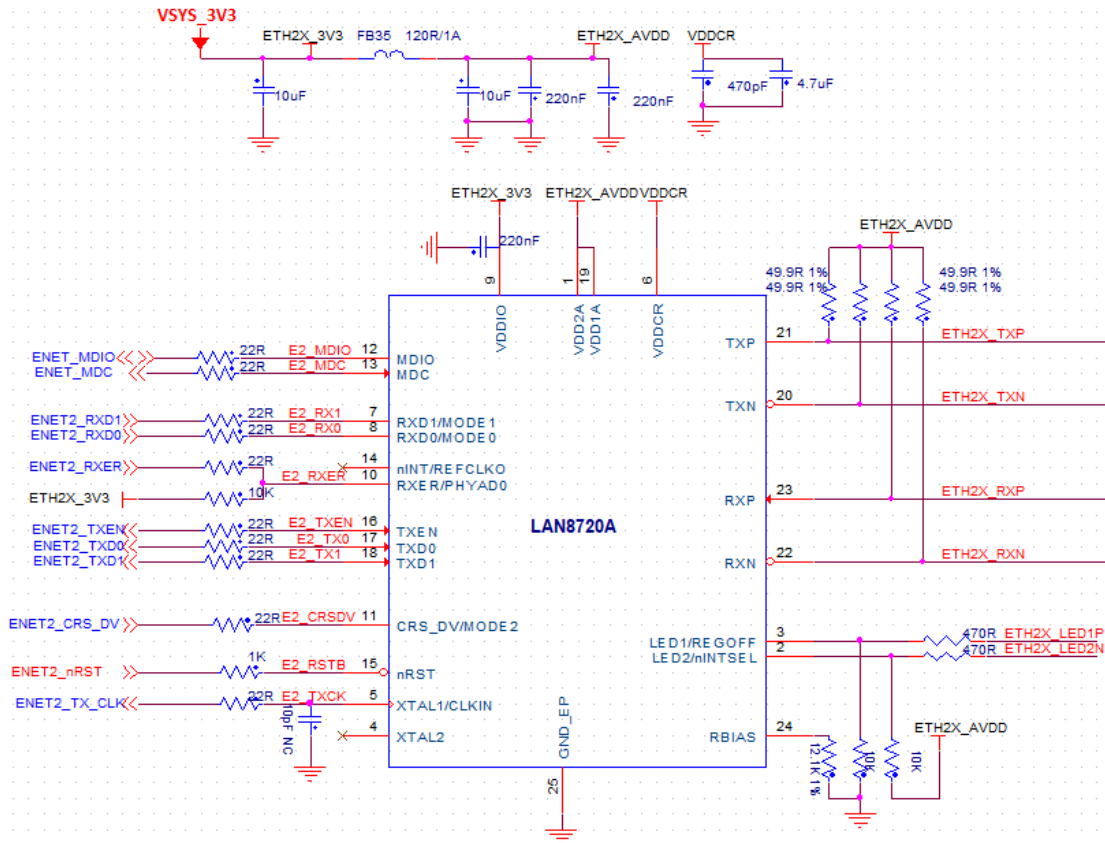 VSYS_3V3
ETH2X_3V3 FB35 120R/1A ETH2X_AVDD VDDCR
10uF 10uF 220nF 220nF 470pF 4.7uF
ETH2X_3V3 ETH2X_AVDD VDDCR
220nF
ETH2X_AVDD
9 1 19 6
49.9R 1% 49.9R 1%
49.9R 1% 49.9R 1%
VDDIO VDD2A VDD1A VDDCR
TXP 21 ETH2X_TXP
ENET_MDIO 22R E2_MDIO 12 MDIO
ENET_MDC 22R E2_MDC 13 MDC
TXN 20 ETH2X_TXN
ENET2_RXD1 22R E2_RX1 7 RXD1/MODE1
ENET2_RXD0 22R E2_RX0 8 RXD0/MODE0
ENET2_RXER 22R 14 nINT/REFCLKO
E2_RXER 10 RXER/PHYAD0
ETH2X_3V3 10K
RXP 23 ETH2X_RXP
LAN8720A
ENET2_TXEN 22R E2_TXEN 16 TXEN
ENET2_TXD0 22R E2_TX0 17 TXD0
ENET2_TXD1 22R E2_TX1 18 TXD1
RXN 22 ETH2X_RXN
ENET2_CRS_DV 22R E2_CRSDV 11 CRS_DV/MODE2
LED1/REGOFF 3 470R ETH2X_LED1P
LED2/nINTSEL 2 470R ETH2X_LED2N
ENET2_nRST 1K E2_RSTB 15 nRST
ENET2_TX_CLK 22R E2_TXCK 5 XTAL1/CLKIN
10pF NC
4 XTAL2
GND_EP
RBIAS 24
ETH2X_AVDD
12.1K 1% 10K 10K
25